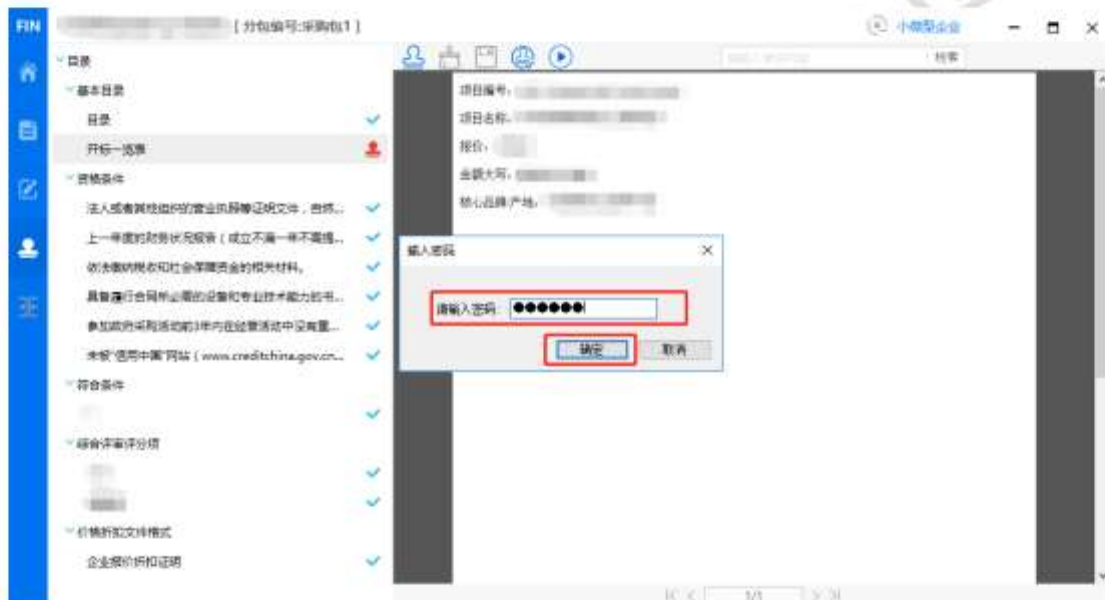 FIN
[ 分包编号:采购包1 ]
小微型企业
目录
基本目录
目录
开标一览表
资格条件
法人或者其他组织的营业执照等证明文件，自然...
上一年度的财务状况报告 ( 成立不满一年不需提...
依法缴纳税收和社会保障资金的相关材料。
具备履行合同所必需的设备和专业技术能力的书...
参加政府采购活动前3年内在经营活动中没有重...
未被“信用中国”网站 ( www.creditchina.gov.cn...
符合条件
综合评审评分项
价格折扣文件格式
企业报价折扣证明
检索
项目编号:
项目名称:
报价:
金额大写:
核心品牌/产地:
输入密码
请输入密码:
确定
取消
1/1